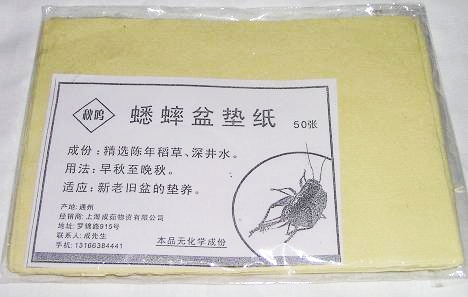 秋鸣
蟋蟀盆垫纸 50张
成份：精选陈年稻草、深井水。
用法：早秋至晚秋。
适应：新老旧盆的垫养。
产地：通州
经销商：上海成茹物资有限公司
地址：罗锦路915号
联系人：成先生
手机：13166384441
本品无化学成份